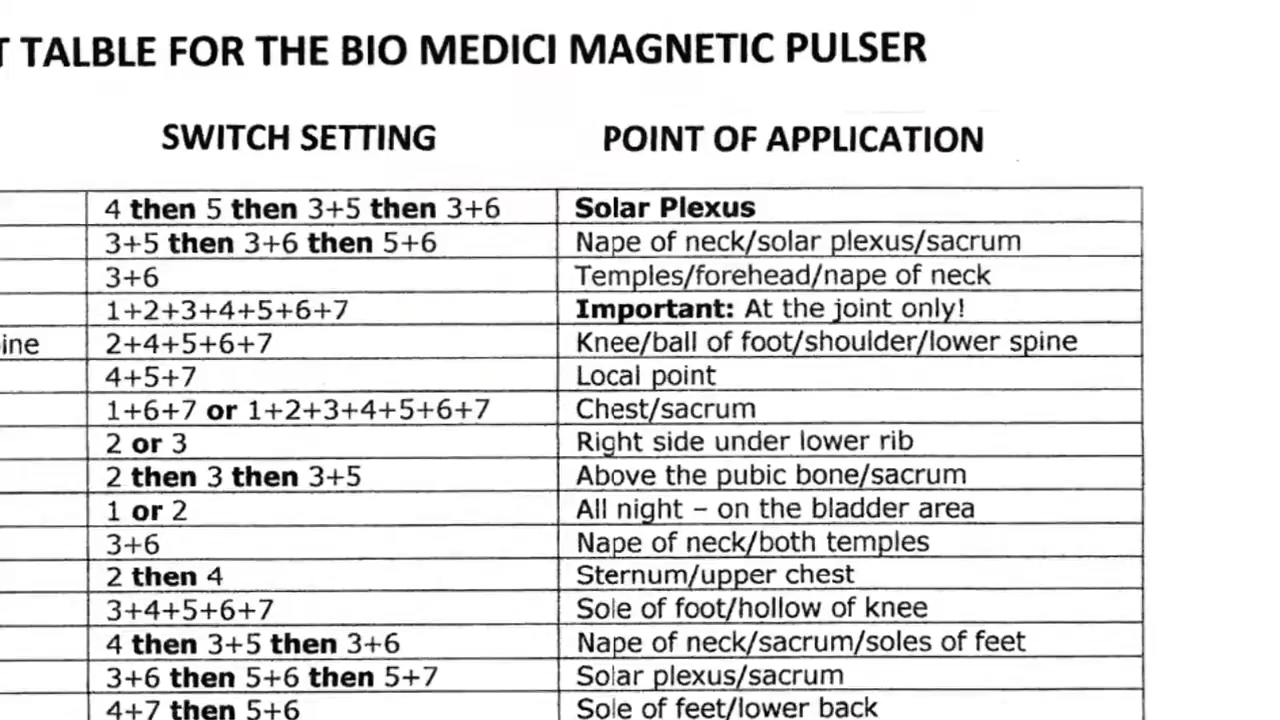 T TALBLE FOR THE BIO MEDICI MAGNETIC PULSER
SWITCH SETTING POINT OF APPLICATION
4 then 5 then 3+5 then 3+6 Solar Plexus
3+5 then 3+6 then 5+6 Nape of neck/solar plexus/sacrum
3+6 Temples/forehead/nape of neck
1+2+3+4+5+6+7 Important: At the joint only!
ine 2+4+5+6+7 Knee/ball of foot/shoulder/lower spine
4+5+7 Local point
1+6+7 or 1+2+3+4+5+6+7 Chest/sacrum
2 or 3 Right side under lower rib
2 then 3 then 3+5 Above the pubic bone/sacrum
1 or 2 All night – on the bladder area
3+6 Nape of neck/both temples
2 then 4 Sternum/upper chest
3+4+5+6+7 Sole of foot/hollow of knee
4 then 3+5 then 3+6 Nape of neck/sacrum/soles of feet
3+6 then 5+6 then 5+7 Solar plexus/sacrum
4+7 then 5+6 Sole of feet/lower back